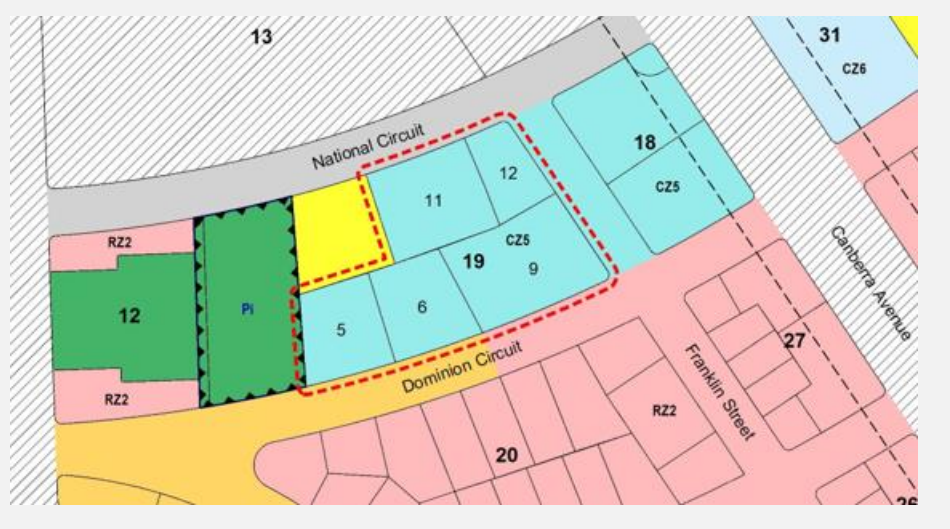 13
31
CZ6
National Circuit
18
CZ5
12
11
RZ2
CZ5
19
9
Pi
12
6
5
Canberra Avenue
Dominion Circuit
27
Franklin Street
RZ2
RZ2
20
26